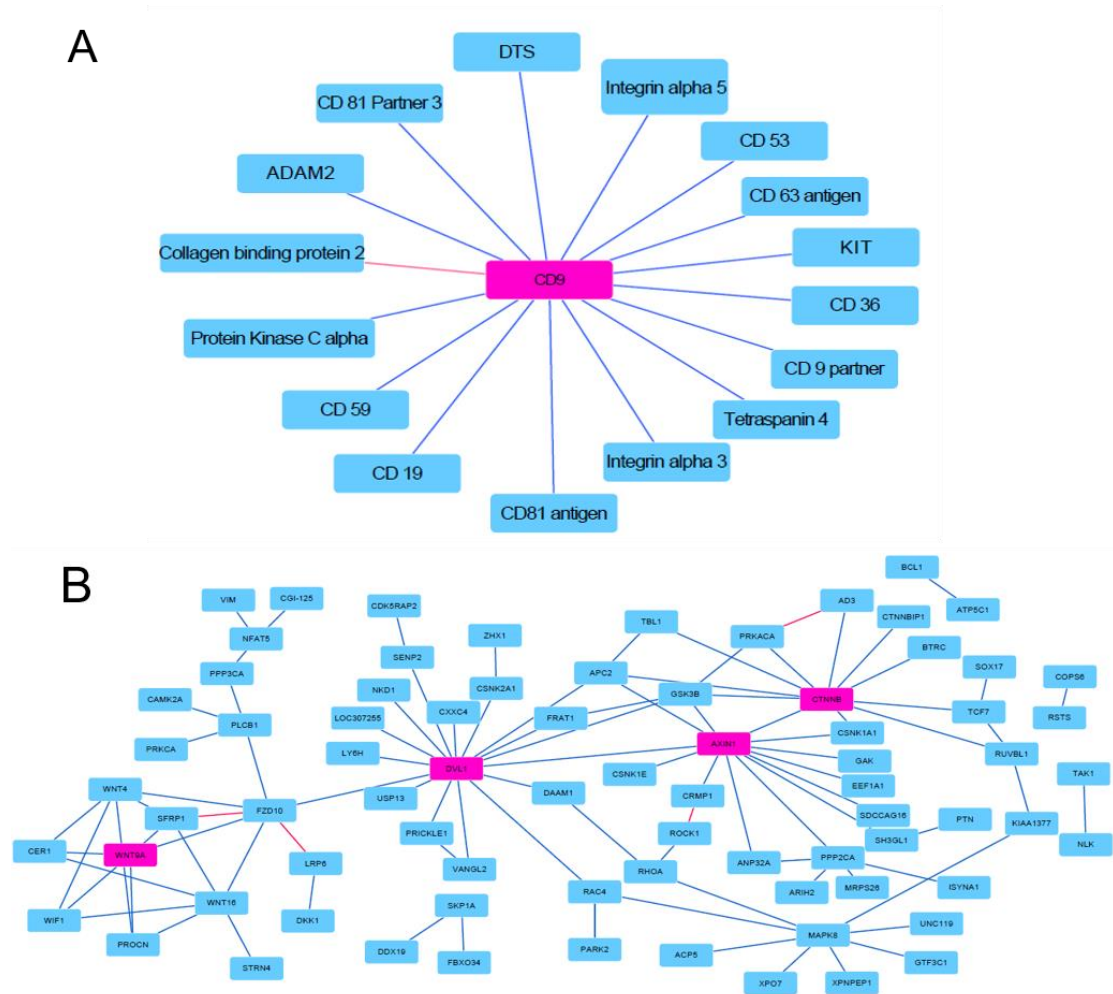 A
DTS
Integrin alpha 5
CD 81 Partner 3
CD 53
ADAM2
CD 63 antigen
Collagen binding protein 2
KIT
CD9
CD 36
Protein Kinase C alpha
CD 9 partner
CD 59
Tetraspanin 4
CD 19
Integrin alpha 3
CD81 antigen
B
BCL1
VIM
CGI-125
CDK5RAP2
AD3
ATP5C1
TBL1
CTNNBIP1
NFAT5
ZHX1
PRKACA
BTRC
SENP2
SOX17
PPP3CA
APC2
COPS6
CSNK2A1
NKD1
GSK3B
CTNNB
CAMK2A
PLCB1
LOC307255
CXXC4
FRAT1
TCF7
RSTS
PRKCA
CSNK1A1
AXIN1
LY6H
RUVBL1
GAK
DVL1
CSNK1E
TAK1
EEF1A1
WNT4
USP13
DAAM1
CRMP1
FZD10
SFRP1
SDCCAG16
PTN
KIAA1377
ROCK1
PRICKLE1
SH3GL1
NLK
CER1
WNT9A
LRP6
ANP32A
PPP2CA
VANGL2
RHOA
ARIH2
MRPS26
ISYNA1
RAC4
WNT16
SKP1A
WIF1
DKK1
UNC119
MAPK8
PROCN
DDX19
PARK2
ACP5
GTF3C1
STRN4
FBXO34
XPO7
XPNPEP1